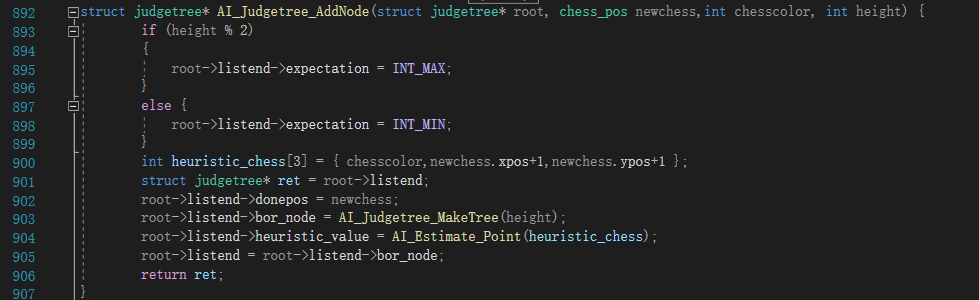 892 struct judgetree* AI_Judgetree_AddNode(struct judgetree* root, chess_pos newchess,int chesscolor, int height) {
893 if (height % 2)
894 {
895 root->listend->expectation = INT_MAX;
896 }
897 else {
898 root->listend->expectation = INT_MIN;
899 }
900 int heuristic_chess[3] = { chesscolor,newchess.xpos+1,newchess.ypos+1 };
901 struct judgetree* ret = root->listend;
902 root->listend->donepos = newchess;
903 root->listend->bor_node = AI_Judgetree_MakeTree(height);
904 root->listend->heuristic_value = AI_Estimate_Point(heuristic_chess);
905 root->listend = root->listend->bor_node;
906 return ret;
907 }